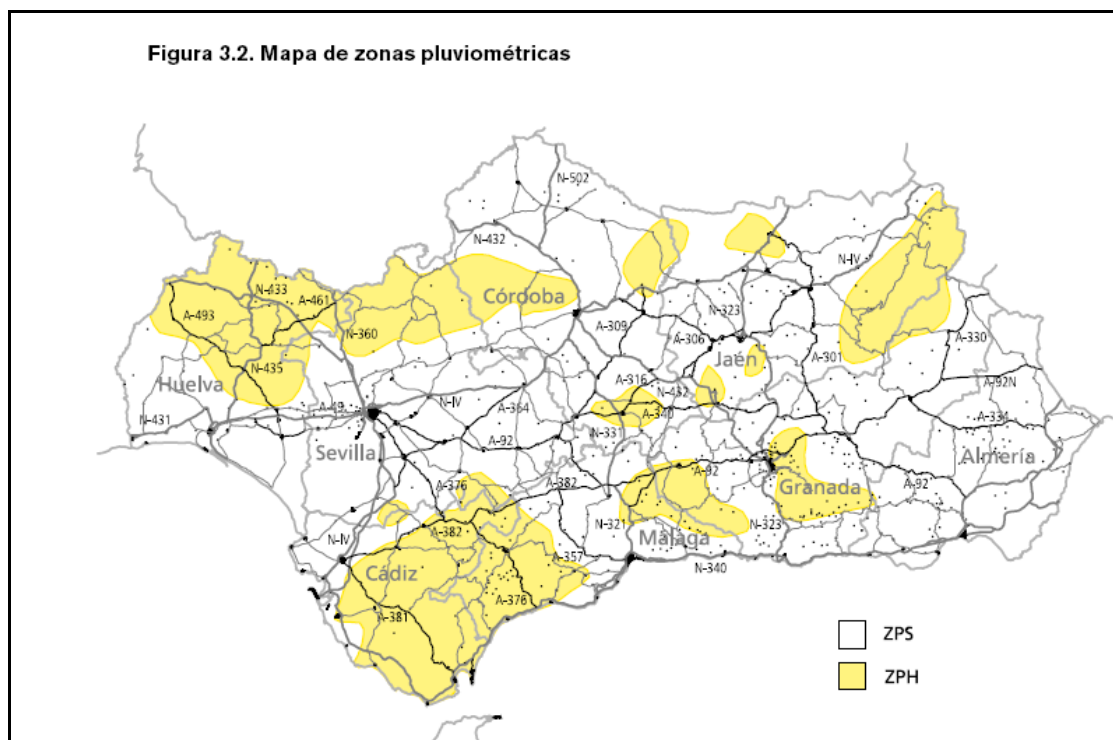 Figura 3.2. Mapa de zonas pluviométricas
N-502
N-432
N-IV
N-433
A-461
Córdoba
A-493
N-360
N-323
A-309
A-306
Jaén
A-330
N-435
A-301
Huelva
A-316
N-432
A-92N
A-49
N-IV
A-364
A-340
N-431
A-334
N-331
Sevilla
A-92
Almería
A-92
A-376
A-382
Granada
A-92
N-321
N-323
A-382
Málaga
N-IV
A-357
N-340
Cádiz
A-376
A-381
ZPS
ZPH